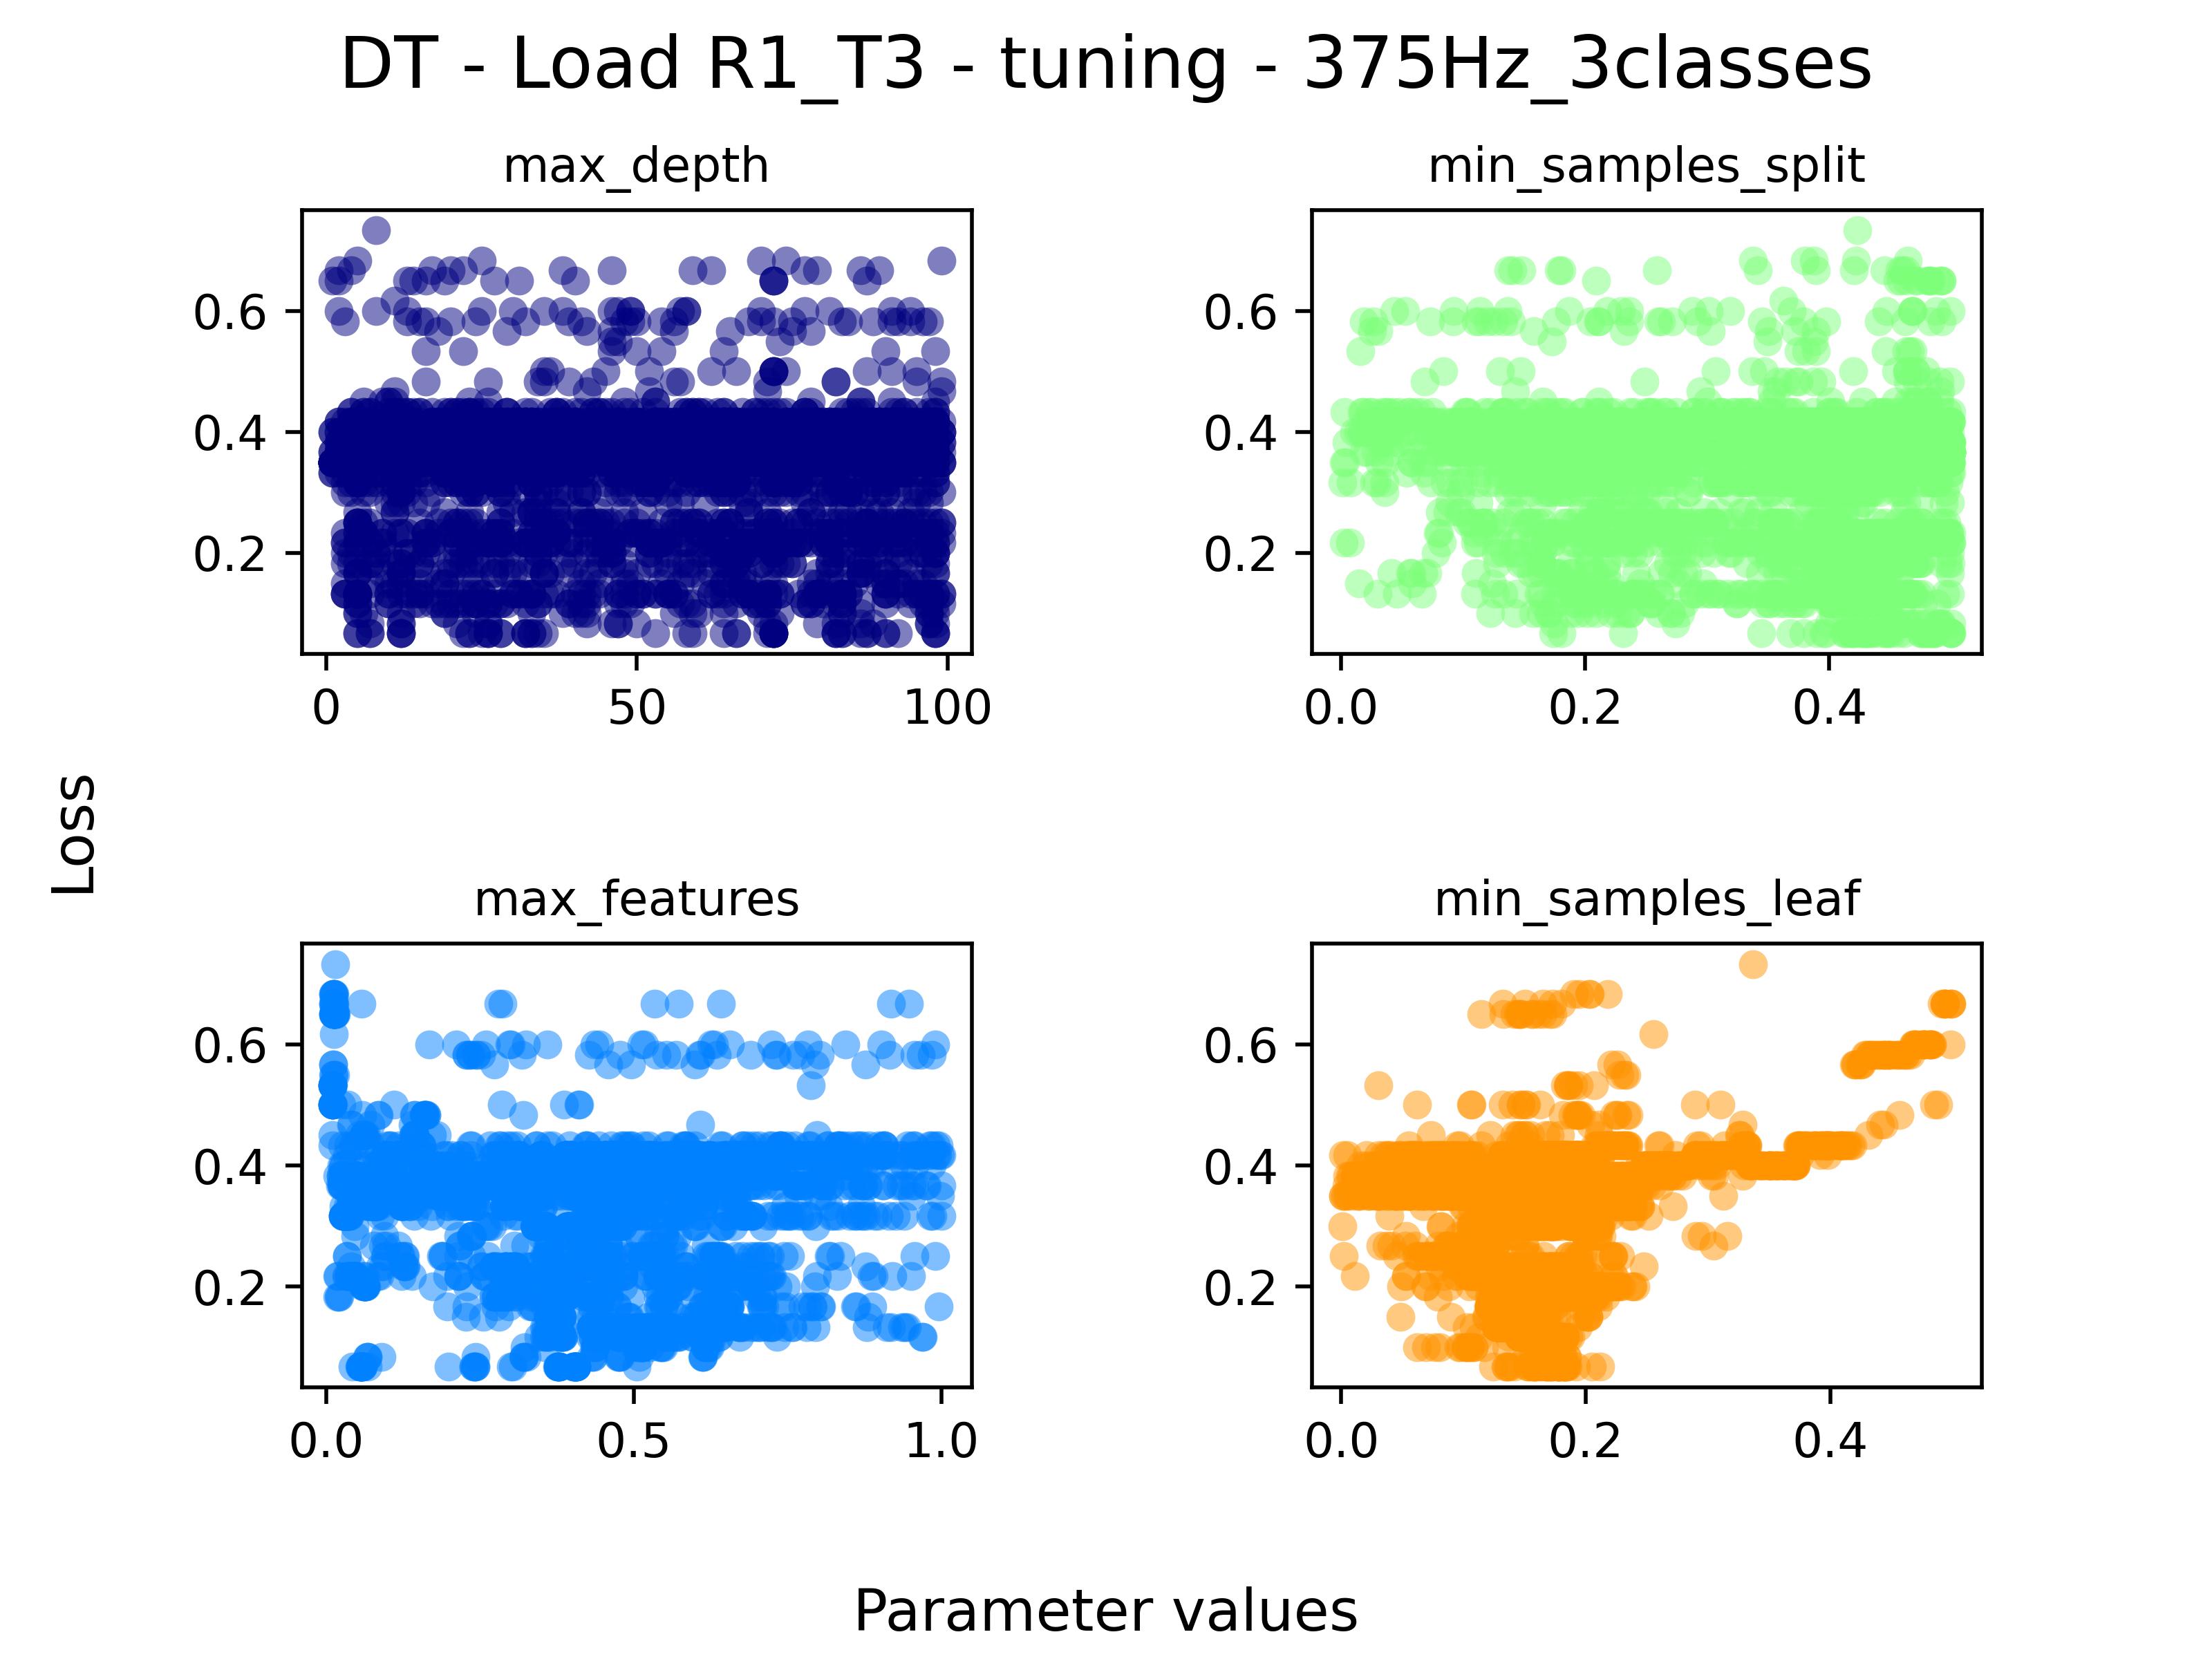 DT - Load R1_T3 - tuning - 375Hz_3classes
max_depth
0.6
0.4
0.2
0 50 100
min_samples_split
0.6
0.4
0.2
0.0 0.2 0.4
Loss
max_features
0.6
0.4
0.2
0.0 0.5 1.0
min_samples_leaf
0.6
0.4
0.2
0.0 0.2 0.4
Parameter values